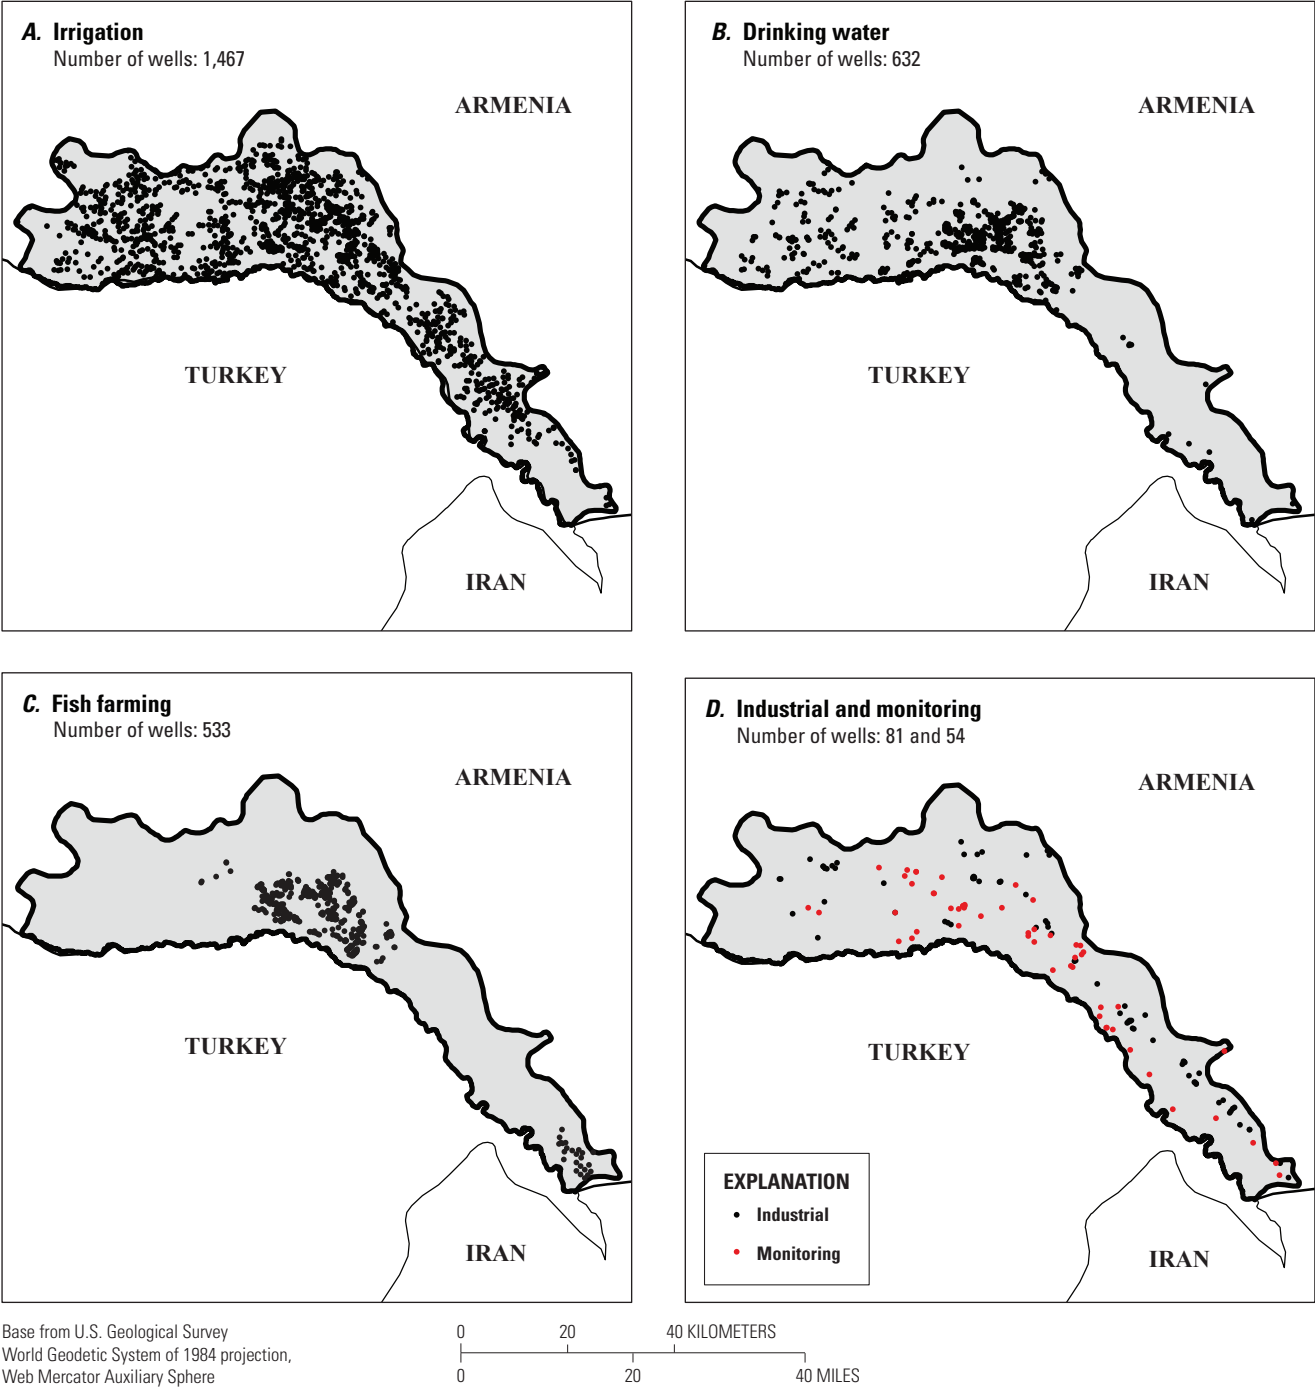 A. Irrigation
Number of wells: 1,467
ARMENIA
TURKEY
IRAN
B. Drinking water
Number of wells: 632
ARMENIA
TURKEY
IRAN
C. Fish farming
Number of wells: 533
ARMENIA
TURKEY
IRAN
D. Industrial and monitoring
Number of wells: 81 and 54
ARMENIA
TURKEY
IRAN
EXPLANATION
Industrial
Monitoring
Base from U.S. Geological Survey
World Geodetic System of 1984 projection,
Web Mercator Auxiliary Sphere
0 20 40 KILOMETERS
0 20 40 MILES